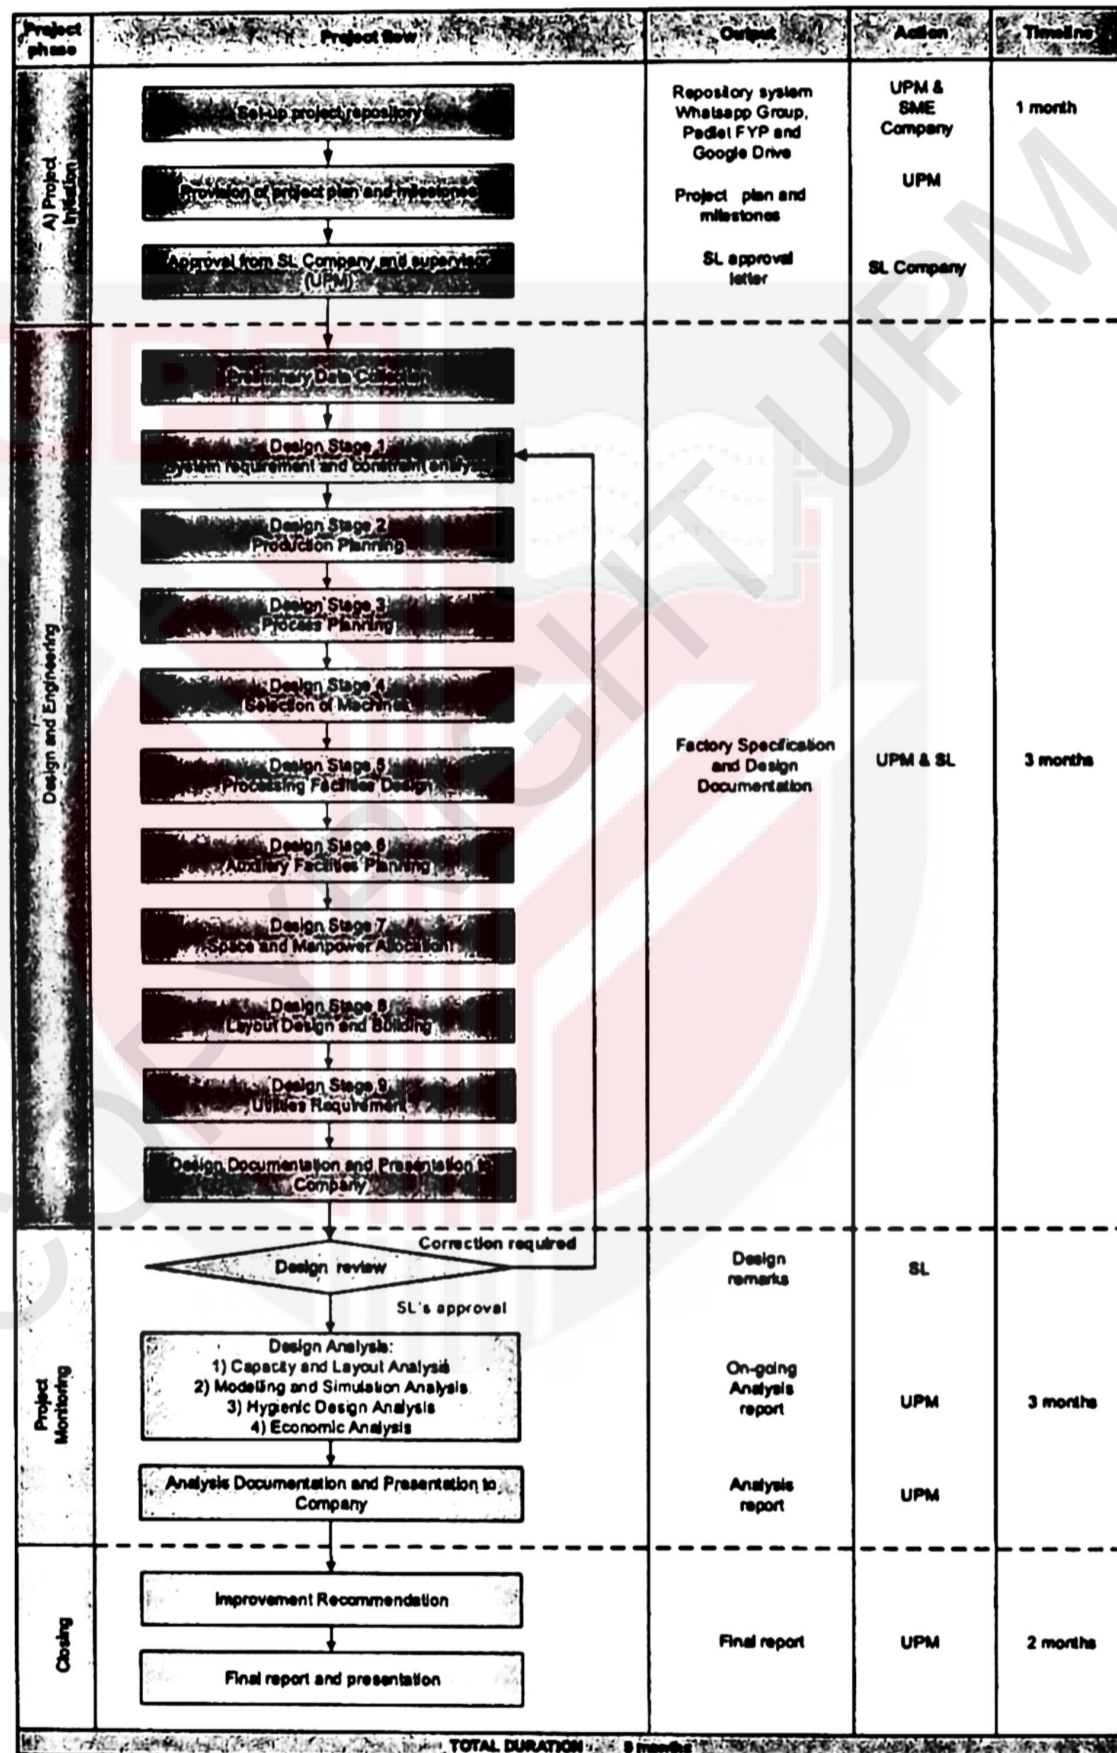 Project phase
Project flow
Output
Action
Timeline
A) Project
Initiation
Set-up project repository
Repository system
Whatsapp Group,
Padlet FYP and
Google Drive
UPM &
SME
Company
1 month
Provision of project plan and milestones
Project plan and
milestones
UPM
Approval from SL Company and supervisor
(UPM)
SL approval
letter
SL Company
Design and Engineering
Preliminary Data Collection
Design Stage 1
System requirement and constraint analysis
Design Stage 2
Production Planning
Design Stage 3
Process Planning
Design Stage 4
Selection of Machines
Design Stage 5
Processing Facilities Design
Design Stage 6
Auxiliary Facilities Planning
Design Stage 7
Space and Manpower Allocation
Design Stage 8
Layout Design and Building
Design Stage 9
Utilities Requirement
Design Documentation and Presentation to
Company
Factory Specification
and Design
Documentation
UPM & SL
3 months
Project
Monitoring
Design review
Correction required
SL's approval
Design
remarks
SL
Design Analysis:
1) Capacity and Layout Analysis
2) Modelling and Simulation Analysis
3) Hygienic Design Analysis
4) Economic Analysis
On-going
Analysis
report
UPM
3 months
Analysis Documentation and Presentation to
Company
Analysis
report
UPM
Closing
Improvement Recommendation
Final report and presentation
Final report
UPM
2 months
TOTAL DURATION
months
COPYRIGHT UPM